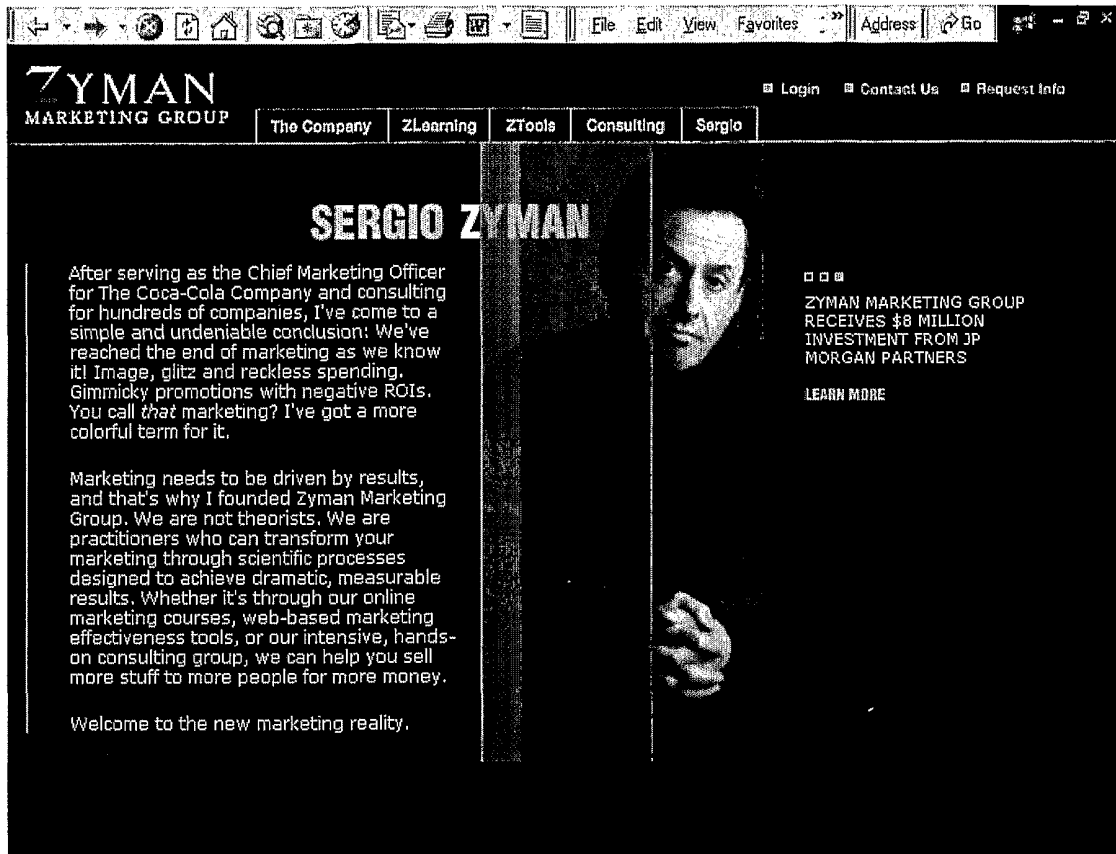 File Edit View Favorites » Address Go
ZYMAN
MARKETING GROUP
Login Contact Us Request Info
The Company ZLearning ZTools Consulting Sergio
SERGIO ZYMAN
After serving as the Chief Marketing Officer
for The Coca-Cola Company and consulting
for hundreds of companies, I've come to a
simple and undeniable conclusion: We've
reached the end of marketing as we know
it! Image, glitz and reckless spending.
Gimmicky promotions with negative ROIs.
You call that marketing? I've got a more
colorful term for it.
Marketing needs to be driven by results,
and that's why I founded Zyman Marketing
Group. We are not theorists. We are
practitioners who can transform your
marketing through scientific processes
designed to achieve dramatic, measurable
results. Whether it's through our online
marketing courses, web-based marketing
effectiveness tools, or our intensive, hands-
on consulting group, we can help you sell
more stuff to more people for more money.
Welcome to the new marketing reality.
ZYMAN MARKETING GROUP
RECEIVES $8 MILLION
INVESTMENT FROM JP
MORGAN PARTNERS
LEARN MORE